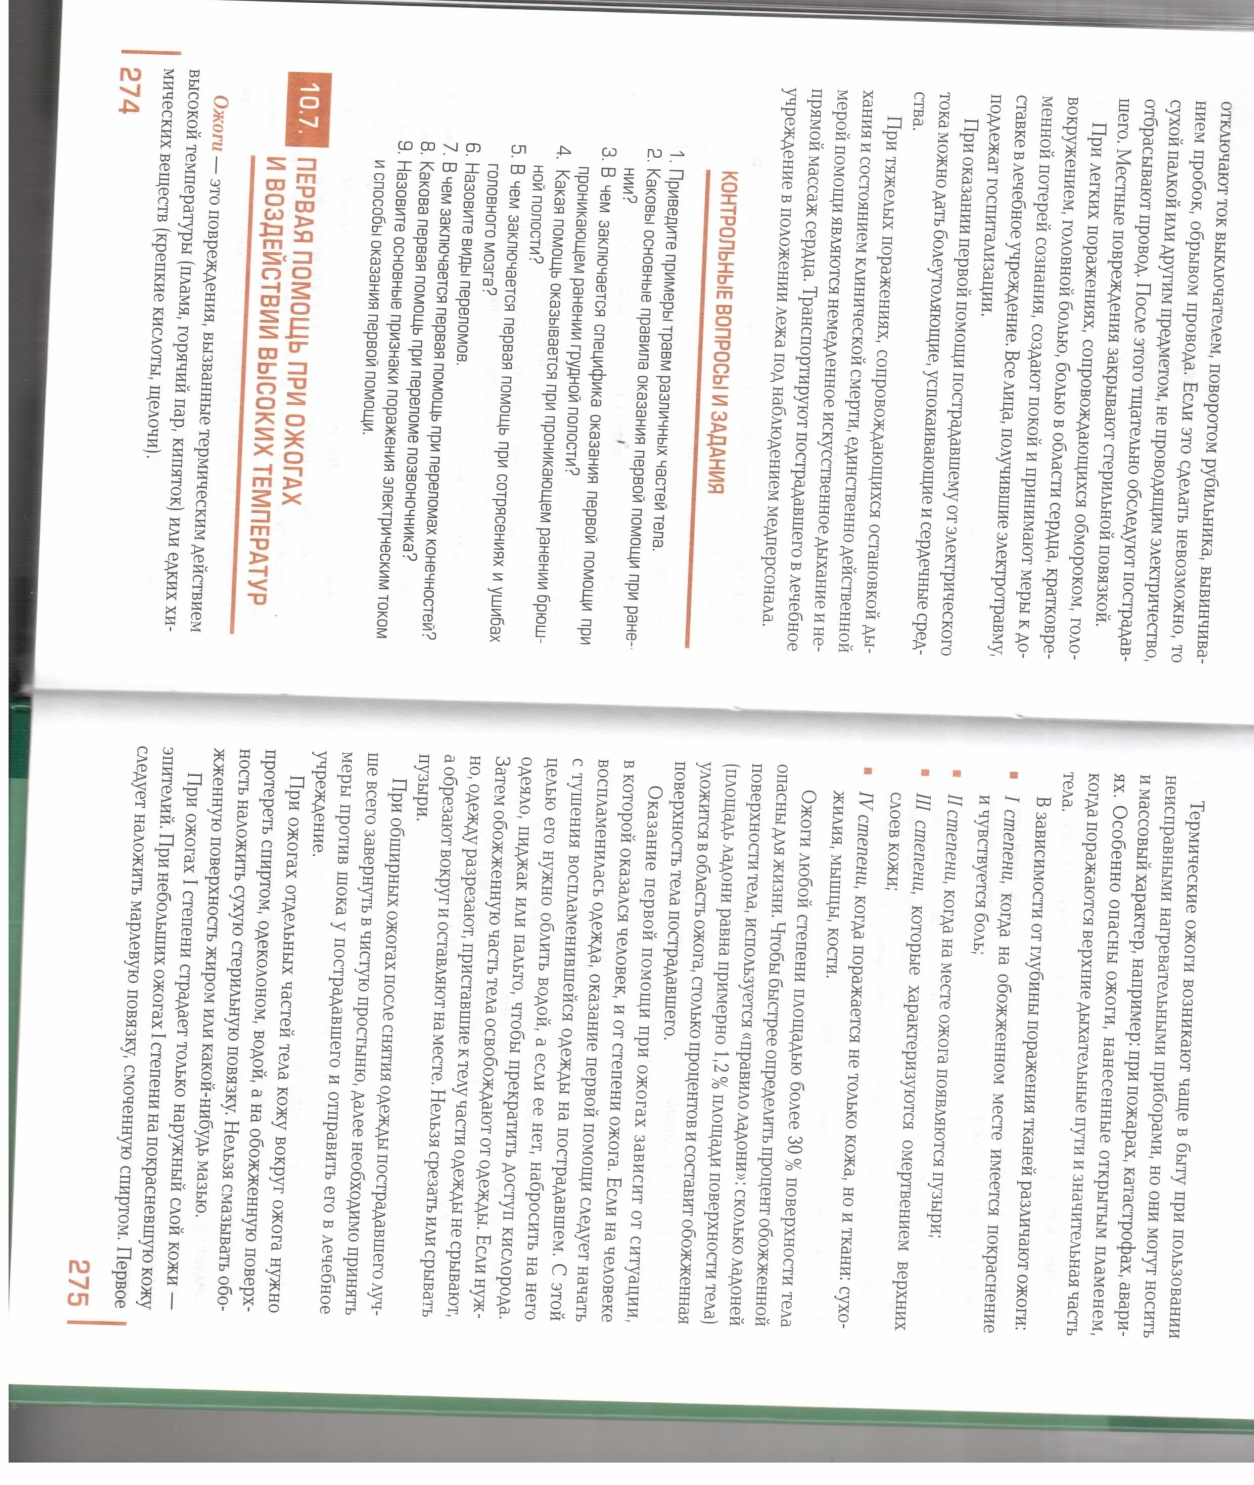 отключают ток выключателем, поворотом рубильника, вывинчива-
нием пробок, обрывом провода. Если это сделать невозможно, то
сухой палкой или другим предметом, не проводящим электричество,
отбрасывают провод. После этого тщательно обследуют пострадав-
шего. Местные повреждения закрывают стерильной повязкой.
При легких поражениях, сопровождающихся обмороком, голо-
вокружением, головной болью, болью в области сердца, кратковре-
менной потерей сознания, создают покой и принимают меры к до-
ставке в лечебное учреждение. Все лица, получившие электротравму,
подлежат госпитализации.
При оказании первой помощи пострадавшему от электрического
тока можно дать болеутоляющие, успокаивающие и сердечные сред-
ства.
При тяжелых поражениях, сопровождающихся остановкой ды-
хания и состоянием клинической смерти, единственно действенной
мерой помощи являются немедленное искусственное дыхание и не-
прямой массаж сердца. Транспортируют пострадавшего в лечебное
учреждение в положении лежа под наблюдением медперсонала.
КОНТРОЛЬНЫЕ ВОПРОСЫ И ЗАДАНИЯ
1. Приведите примеры травм различных частей тела.
2. Каковы основные правила оказания первой помощи при ране-
нии?
3. В чем заключается специфика оказания первой помощи при
проникающем ранении грудной полости?
4. Какая помощь оказывается при проникающем ранении брюш-
ной полости?
5. В чем заключается первая помощь при сотрясениях и ушибах
головного мозга?
6. Назовите виды переломов.
7. В чем заключается первая помощь при переломах конечностей?
8. Какова первая помощь при переломе позвоночника?
9. Назовите основные признаки поражения электрическим током
и способы оказания первой помощи.
10.7. ПЕРВАЯ ПОМОЩЬ ПРИ ОЖОГАХ
И ВОЗДЕЙСТВИИ ВЫСОКИХ ТЕМПЕРАТУР
Ожоги — это повреждения, вызванные термическим действием
высокой температуры (пламя, горячий пар, кипяток) или едких хи-
мических веществ (крепкие кислоты, щелочи).
274
Термические ожоги возникают чаще в быту при пользовании
неисправными нагревательными приборами, но они могут носить
и массовый характер, например: при пожарах, катастрофах, авари-
ях. Особенно опасны ожоги, нанесенные открытым пламенем,
когда поражаются верхние дыхательные пути и значительная часть
тела.
В зависимости от глубины поражения тканей различают ожоги:
▪ I степени, когда на обожженном месте имеется покраснение
и чувствуется боль;
▪ II степени, когда на месте ожога появляются пузыри;
▪ III степени, которые характеризуются омертвением верхних
слоев кожи;
▪ IV степени, когда поражается не только кожа, но и ткани: сухо-
жилия, мышцы, кости.
Ожоги любой степени площадью более 30 % поверхности тела
опасны для жизни. Чтобы быстрее определить процент обожженной
поверхности тела, используется «правило ладони»: сколько ладоней
(площадь ладони равна примерно 1,2 % площади поверхности тела)
уложится в область ожога, столько процентов и составит обожженная
поверхность тела пострадавшего.
Оказание первой помощи при ожогах зависит от ситуации,
в которой оказался человек, и от степени ожога. Если на человеке
воспламенилась одежда, оказание первой помощи следует начать
с тушения воспламенившейся одежды на пострадавшем. С этой
целью его нужно облить водой, а если ее нет, набросить на него
одеяло, пиджак или пальто, чтобы прекратить доступ кислорода.
Затем обожженную часть тела освобождают от одежды. Если нуж-
но, одежду разрезают, приставшие к телу части одежды не срывают,
а обрезают вокруг и оставляют на месте. Нельзя срезать или срывать
пузыри.
При обширных ожогах после снятия одежды пострадавшего луч-
ше всего завернуть в чистую простыню, далее необходимо принять
меры против шока у пострадавшего и отправить его в лечебное
учреждение.
При ожогах отдельных частей тела кожу вокруг ожога нужно
протереть спиртом, одеколоном, водой, а на обожженную поверх-
ность наложить сухую стерильную повязку. Нельзя смазывать обо-
жженную поверхность жиром или какой-нибудь мазью.
При ожогах I степени страдает только наружный слой кожи —
эпителий. При небольших ожогах I степени на покрасневшую кожу
следует наложить марлевую повязку, смоченную спиртом. Первое
275